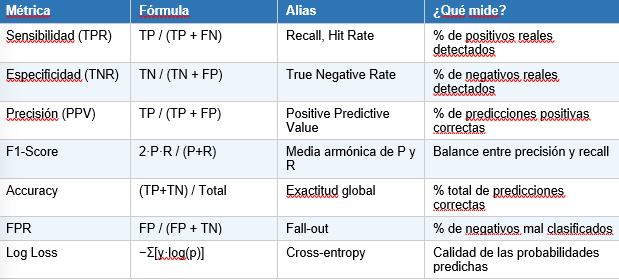 Métrica Fórmula Alias ¿Qué mide?
Sensibilidad (TPR) TP / (TP + FN) Recall, Hit Rate % de positivos reales
detectados
Especificidad (TNR) TN / (TN + FP) True Negative Rate % de negativos reales
detectados
Precisión (PPV) TP / (TP + FP) Positive Predictive % de predicciones positivas
Value correctas
F1-Score 2·P·R / (P+R) Media armónica de P y Balance entre precisión y recall
R
Accuracy (TP+TN) / Total Exactitud global % total de predicciones
correctas
FPR FP / (FP + TN) Fall-out % de negativos mal clasificados
Log Loss −Σ[y·log(p)] Cross-entropy Calidad de las probabilidades
predichas